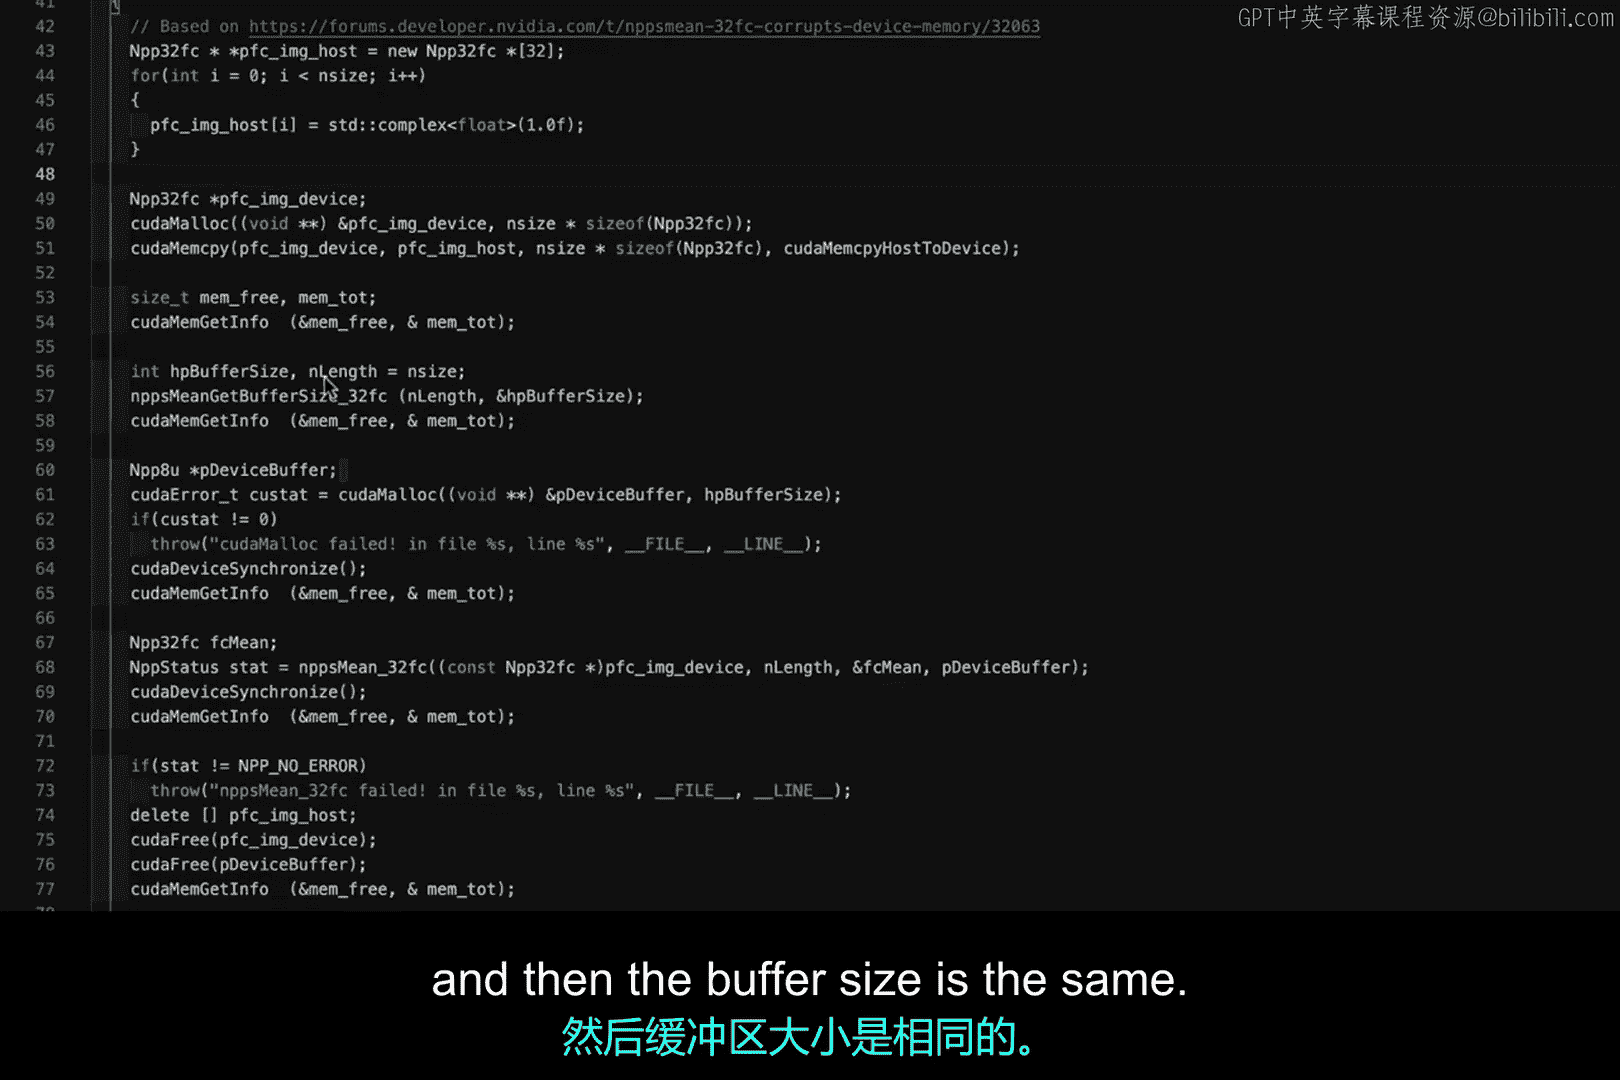 GPT中英字幕课程资源@bilibili.com
41 {
42 // Based on https://forums.developer.nvidia.com/t/nppsmean-32fc-corrupts-device-memory/32063
43 Npp32fc * *pfc_img_host = new Npp32fc *[32];
44 for(int i = 0; i < nsize; i++)
45 {
46 pfc_img_host[i] = std::complex<float>(1.0f);
47 }
48
49 Npp32fc *pfc_img_device;
50 cudaMalloc((void **) &pfc_img_device, nsize * sizeof(Npp32fc));
51 cudaMemcpy(pfc_img_device, pfc_img_host, nsize * sizeof(Npp32fc), cudaMemcpyHostToDevice);
52
53 size_t mem_free, mem_tot;
54 cudaMemGetInfo  (&mem_free, & mem_tot);
55
56 int hpBufferSize, nLength = nsize;
57 nppsMeanGetBufferSize_32fc (nLength, &hpBufferSize);
58 cudaMemGetInfo  (&mem_free, & mem_tot);
59
60 Npp8u *pDeviceBuffer;
61 cudaError_t custat = cudaMalloc((void **) &pDeviceBuffer, hpBufferSize);
62 if(custat != 0)
63 throw("cudaMalloc failed! in file %s, line %s", __FILE__, __LINE__);
64 cudaDeviceSynchronize();
65 cudaMemGetInfo  (&mem_free, & mem_tot);
66
67 Npp32fc fcMean;
68 NppStatus stat = nppsMean_32fc((const Npp32fc *)pfc_img_device, nLength, &fcMean, pDeviceBuffer);
69 cudaDeviceSynchronize();
70 cudaMemGetInfo  (&mem_free, & mem_tot);
71
72 if(stat != NPP_NO_ERROR)
73 throw("nppsMean_32fc failed! in file %s, line %s", __FILE__, __LINE__);
74 delete [] pfc_img_host;
75 cudaFree(pfc_img_device);
76 cudaFree(pDeviceBuffer);
77 cudaMemGetInfo  (&mem_free, & mem_tot);
and then the buffer size is the same.
然后缓冲区大小是相同的。